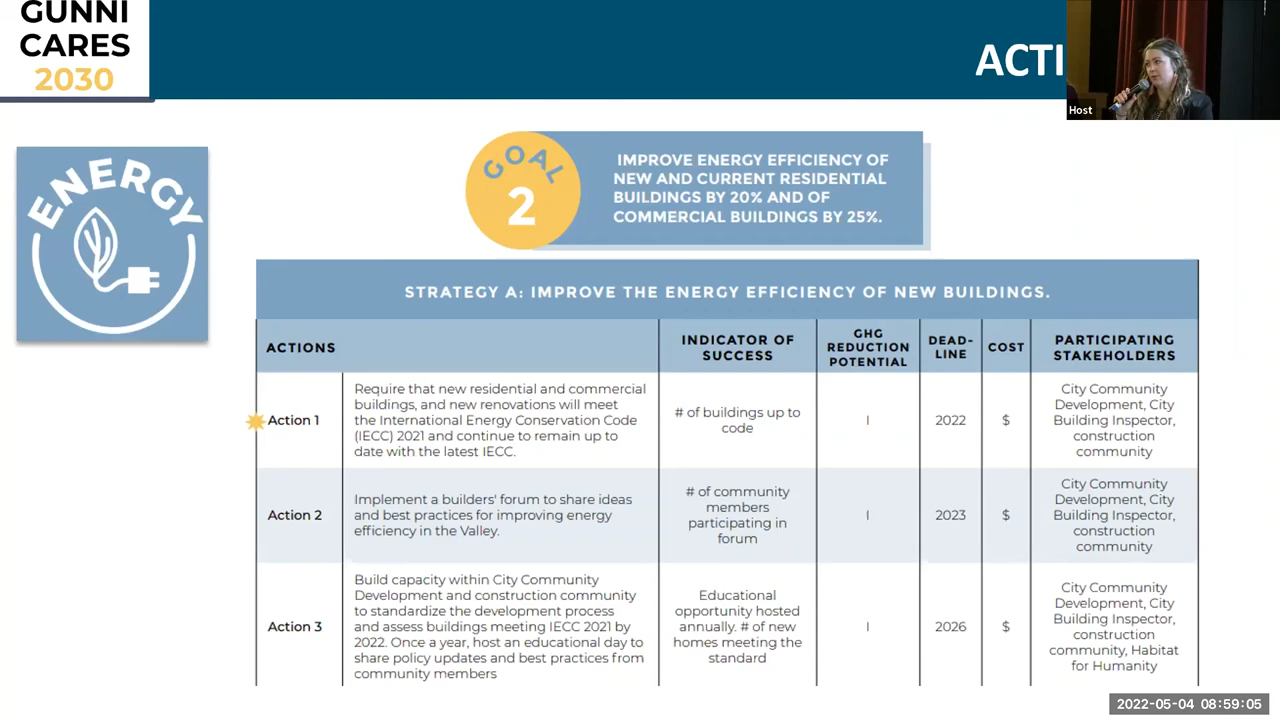 GUNNI
CARES
2030
ACTI
Host
ENERGY
GOAL
2
IMPROVE ENERGY EFFICIENCY OF
NEW AND CURRENT RESIDENTIAL
BUILDINGS BY 20% AND OF
COMMERCIAL BUILDINGS BY 25%.
STRATEGY A: IMPROVE THE ENERGY EFFICIENCY OF NEW BUILDINGS.
ACTIONS
INDICATOR OF
SUCCESS
GHG
REDUCTION
POTENTIAL
DEAD-
LINE
COST
PARTICIPATING
STAKEHOLDERS
Action 1
Require that new residential and commercial
buildings, and new renovations will meet
the International Energy Conservation Code
(IECC) 2021 and continue to remain up to
date with the latest IECC.
# of buildings up to
code
I
2022
$
City Community
Development, City
Building Inspector,
construction
community
Action 2
Implement a builders' forum to share ideas
and best practices for improving energy
efficiency in the Valley.
# of community
members
participating in
forum
I
2023
$
City Community
Development, City
Building Inspector,
construction
community
Action 3
Build capacity within City Community
Development and construction community
to standardize the development process
and assess buildings meeting IECC 2021 by
2022. Once a year, host an educational day to
share policy updates and best practices from
community members
Educational
opportunity hosted
annually. # of new
homes meeting the
standard
I
2026
$
City Community
Development, City
Building Inspector,
construction
community, Habitat
for Humanity
2022-05-04 08:59:05